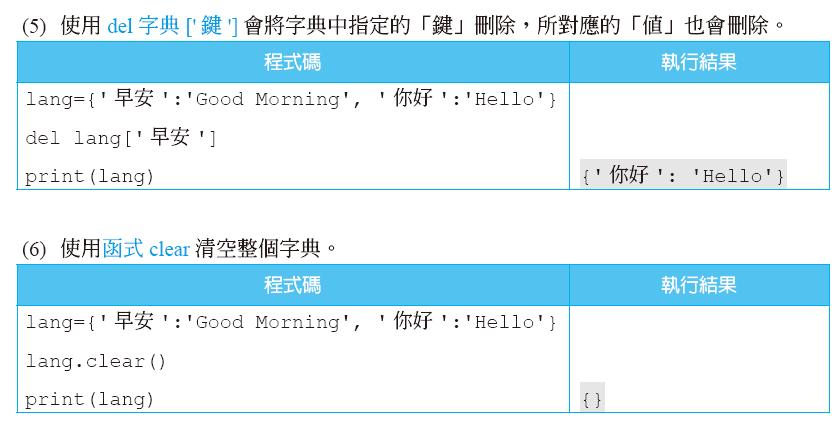 (5) 使用 del 字典 [' 鍵 '] 會將字典中指定的「鍵」刪除，所對應的「值」也會刪除。
程式碼 執行結果
lang={' 早安 ':'Good Morning', ' 你好 ':'Hello'}
del lang[' 早安 ']
print(lang) {' 你好 ': 'Hello'}
(6) 使用函式 clear 清空整個字典。
程式碼 執行結果
lang={' 早安 ':'Good Morning', ' 你好 ':'Hello'}
lang.clear()
print(lang) {}